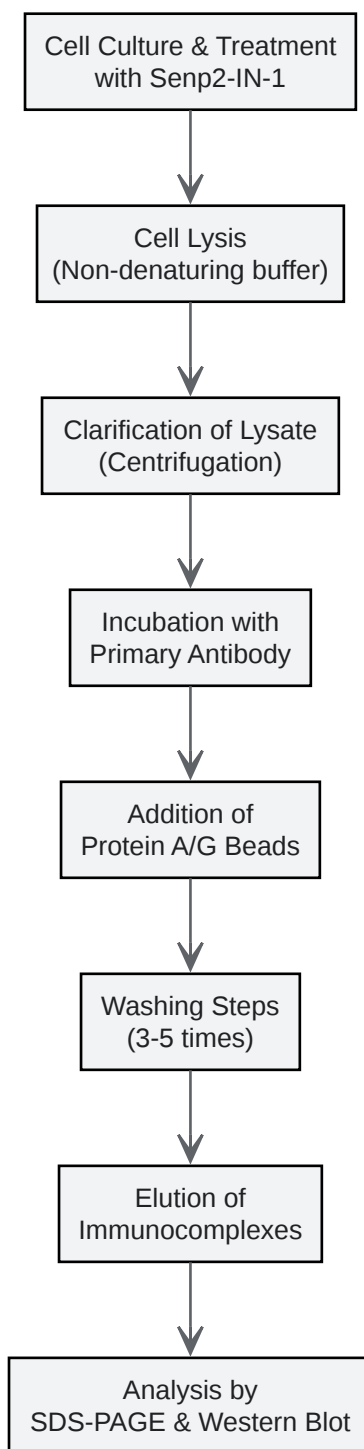 Cell Culture & Treatment
with Senp2-IN-1
Cell Lysis
(Non-denaturing buffer)
Clarification of Lysate
(Centrifugation)
Incubation with
Primary Antibody
Addition of
Protein A/G Beads
Washing Steps
(3-5 times)
Elution of
Immunocomplexes
Analysis by
SDS-PAGE & Western Blot